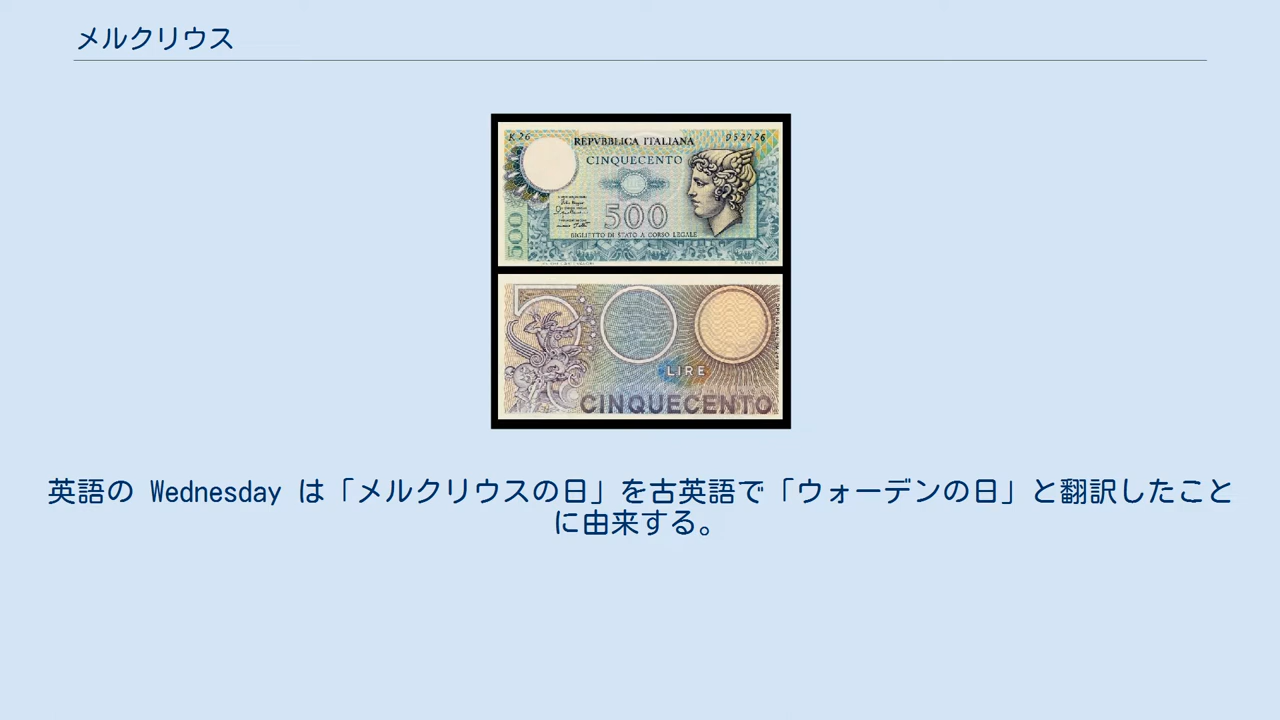 メルクリウス
K 26
052726
REPVBBLICA ITALIANA
CINQUECENTO
500
500
BIGLIETTO DI STATO A CORSO LEGALE
LIRE
CINQUECENTO
英語の Wednesday は「メルクリウスの日」を古英語で「ウォーデンの日」と翻訳したこと
に由来する。